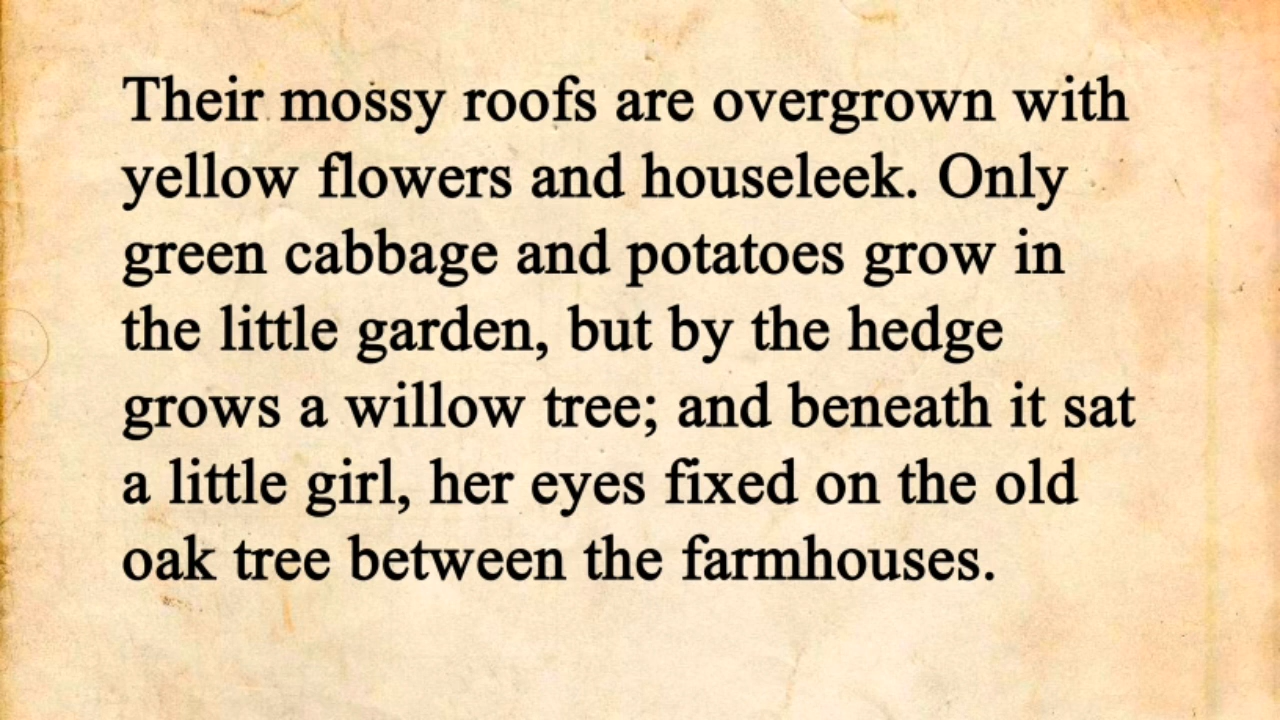 Their mossy roofs are overgrown with
yellow flowers and houseleek. Only
green cabbage and potatoes grow in
the little garden, but by the hedge
grows a willow tree; and beneath it sat
a little girl, her eyes fixed on the old
oak tree between the farmhouses.